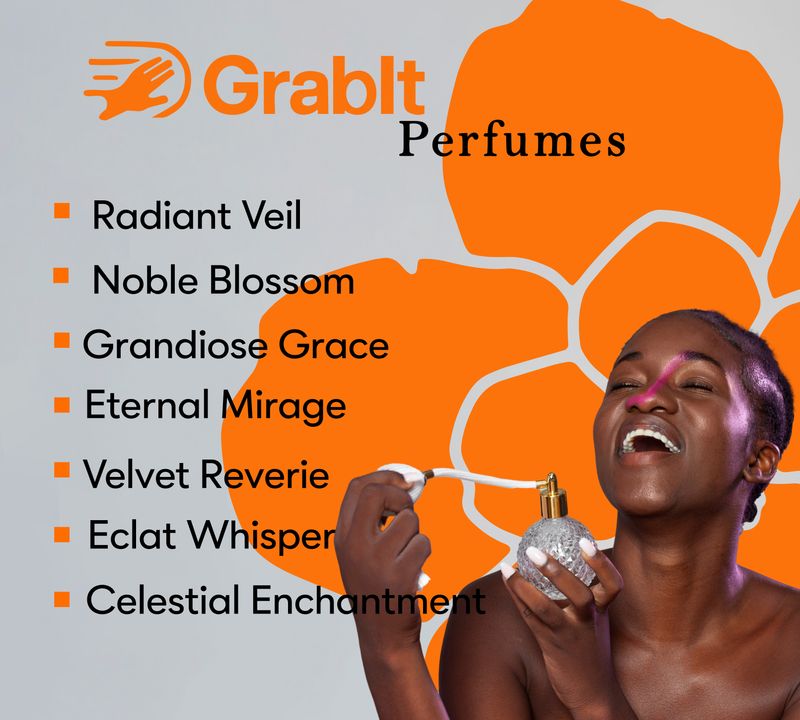 GrabIt
Perfumes
Radiant Veil
Noble Blossom
Grandiose Grace
Eternal Mirage
Velvet Reverie
Eclat Whisper
Celestial Enchantment